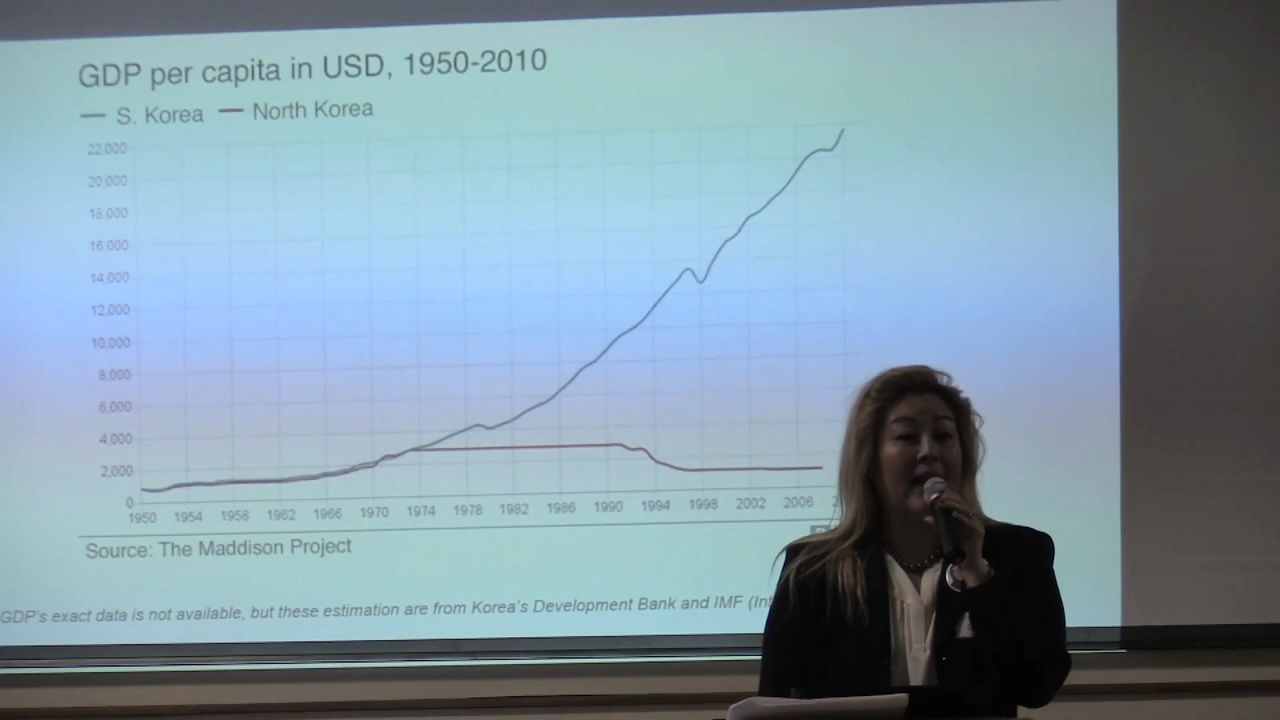 GDP per capita in USD, 1950-2010
S. Korea North Korea
22,000
20,000
18,000
16,000
14,000
12,000
10,000
8,000
6,000
4,000
2,000
0
1950 1954 1958 1962 1966 1970 1974 1978 1982 1986 1990 1994 1998 2002 2006
Source: The Maddison Project
GDP's exact data is not available, but these estimation are from Korea's Development Bank and IMF